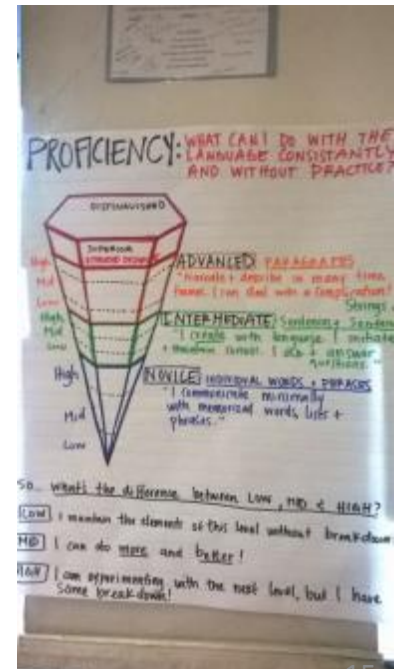 PROFICIENCY: WHAT CAN I DO WITH THE
LANGUAGE CONSISTANTLY
AND WITHOUT PRACTICE?
DISTINGUISHED
SUPERIOR
High
Mid
Low
ADVANCED PARAGRAPHS
"Narrate + describe in many time
frames. I can deal with a complication!
High
Mid
Low
Strings
INTERMEDIATE: Sentences +
"I create with language, I initiate
+ maintain I ask + answer
questions."
High
Mid
Low
NOVICE INDIVIDUAL WORDS + PHRASES
"I communicate minimally
with memorized words, lists +
phrases."
So... what's the difference between LOW, MID & HIGH?
LOW I maintain the elements of this level without breakdown
MID I can do more and better!
HIGH I am experimenting with the next level, but I have
some breakdown!